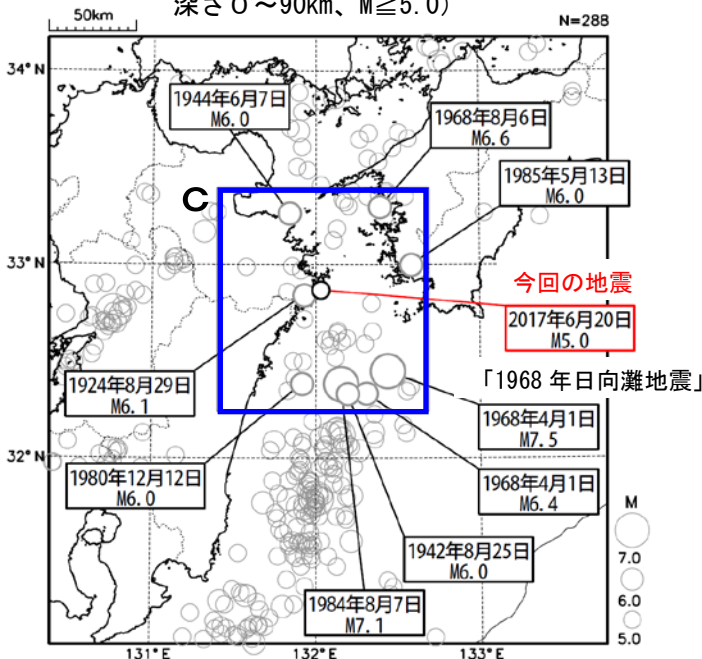 深さ０～90km、M≧5.0）
50km
N=288
34°N
1944年6月7日
M6.0
1968年8月6日
M6.6
1985年5月13日
M6.0
C
33°N
今回の地震
2017年6月20日
M5.0
1924年8月29日
M6.1
「1968 年日向灘地震」
1968年4月1日
M7.5
32°N
1980年12月12日
M6.0
1968年4月1日
M6.4
1942年8月25日
M6.0
1984年8月7日
M7.1
M
7.0
6.0
5.0
131°E
132°E
133°E